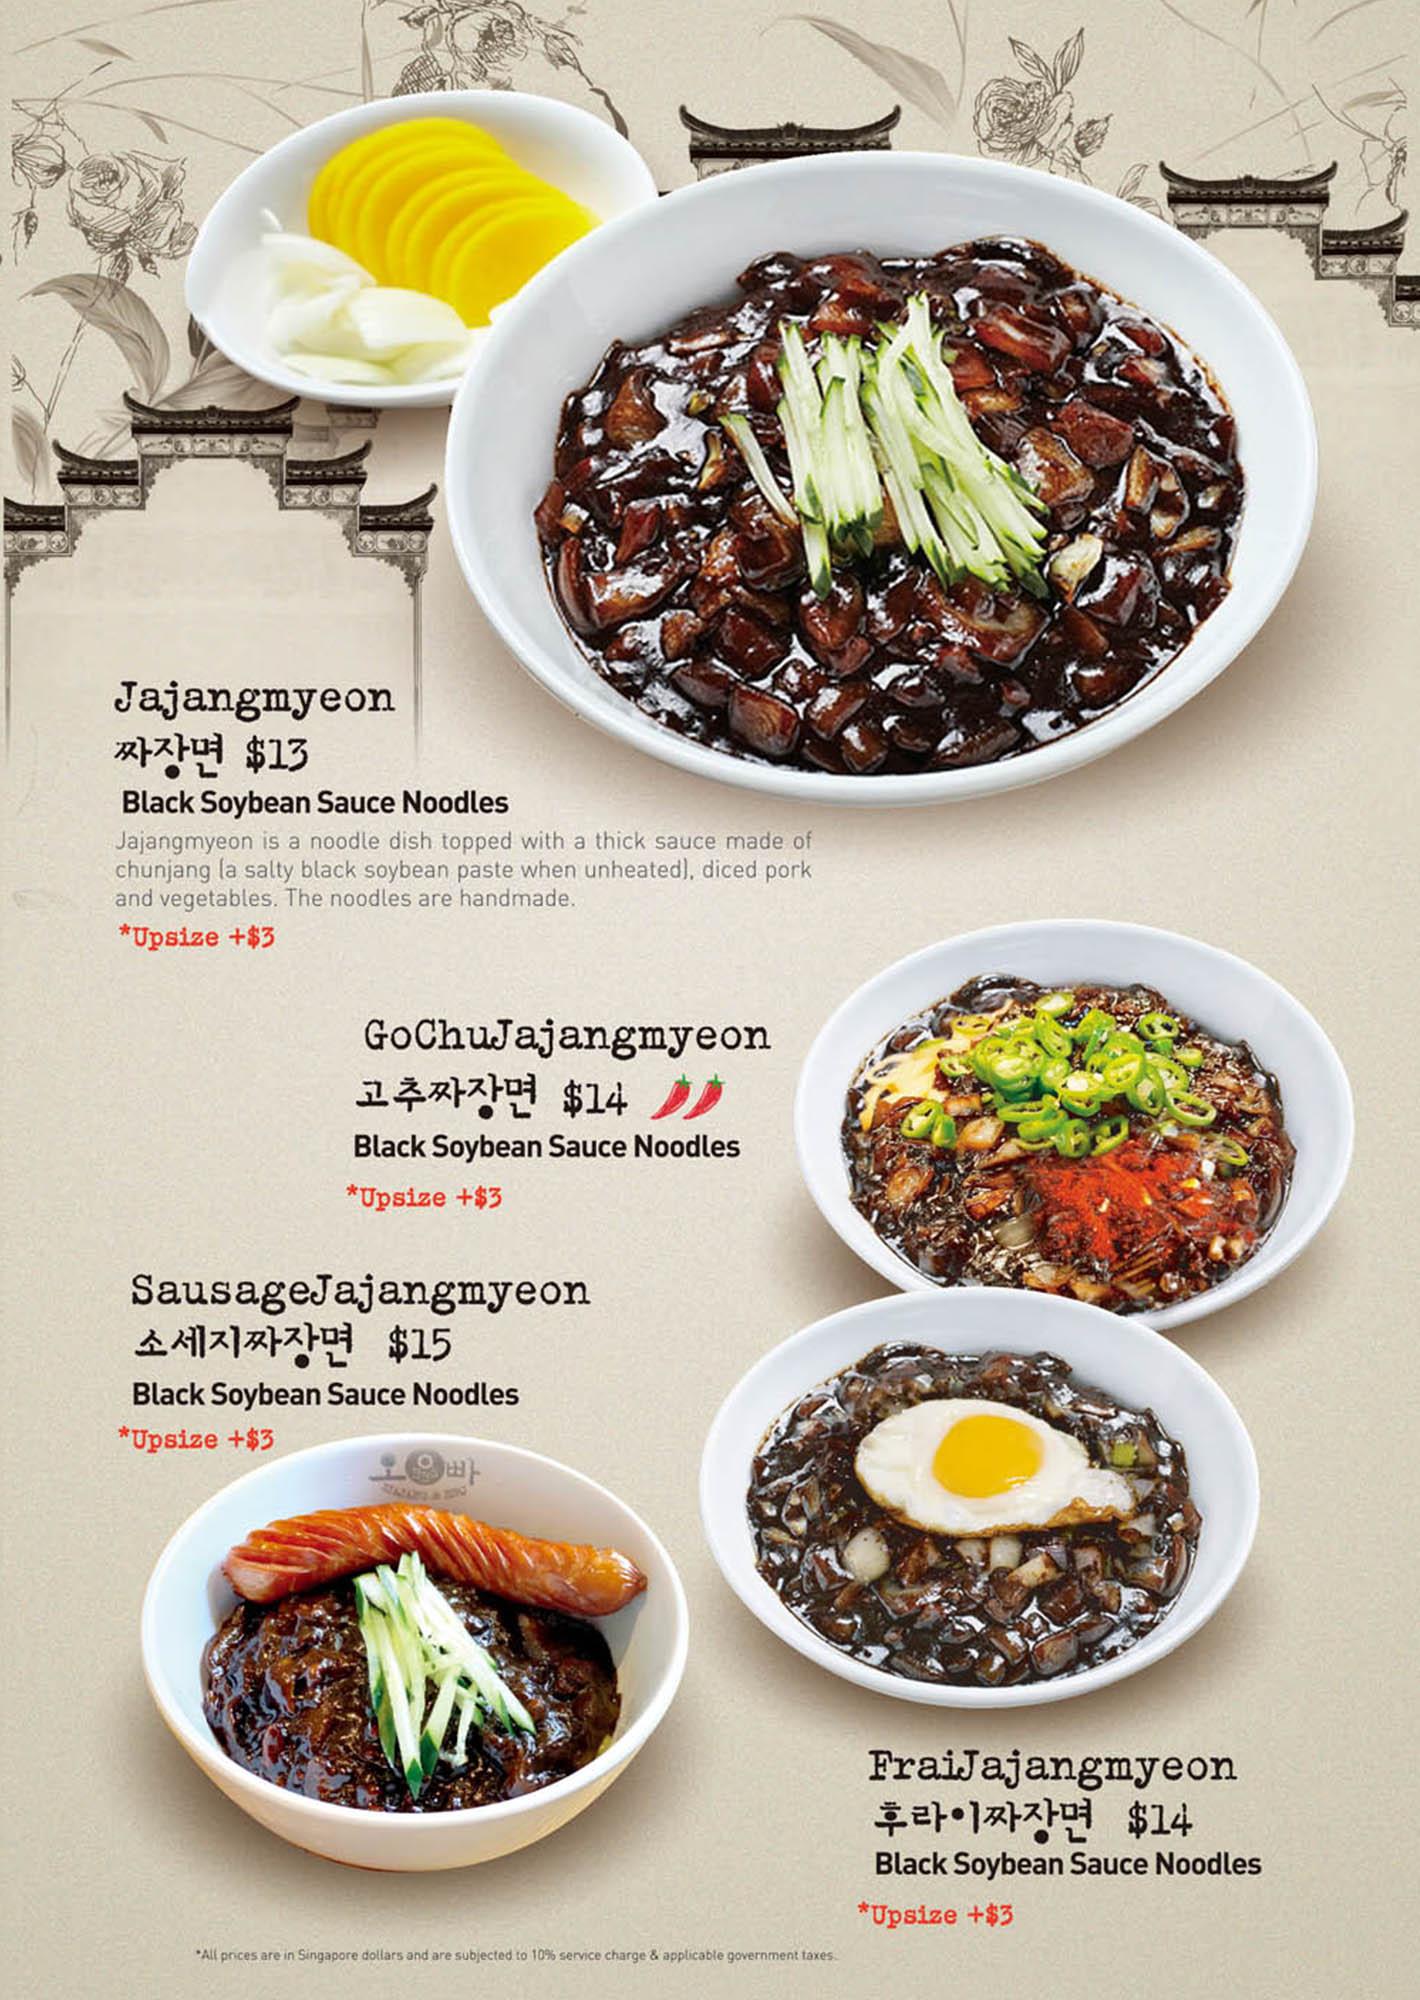 Jajangmyeon
짜장면 $13
Black Soybean Sauce Noodles
Jajangmyeon is a noodle dish topped with a thick sauce made of
chunjang (a salty black soybean paste when unheated), diced pork
and vegetables. The noodles are handmade.
*Upsize +$3
GoChuJajangmyeon
고추짜장면 $14
Black Soybean Sauce Noodles
*Upsize +$3
SausageJajangmyeon
소세지짜장면 $15
Black Soybean Sauce Noodles
*Upsize +$3
FraiJajangmyeon
후라이짜장면 $14
Black Soybean Sauce Noodles
*Upsize +$3
*All prices are in Singapore dollars and are subjected to 10% service charge & applicable government taxes.